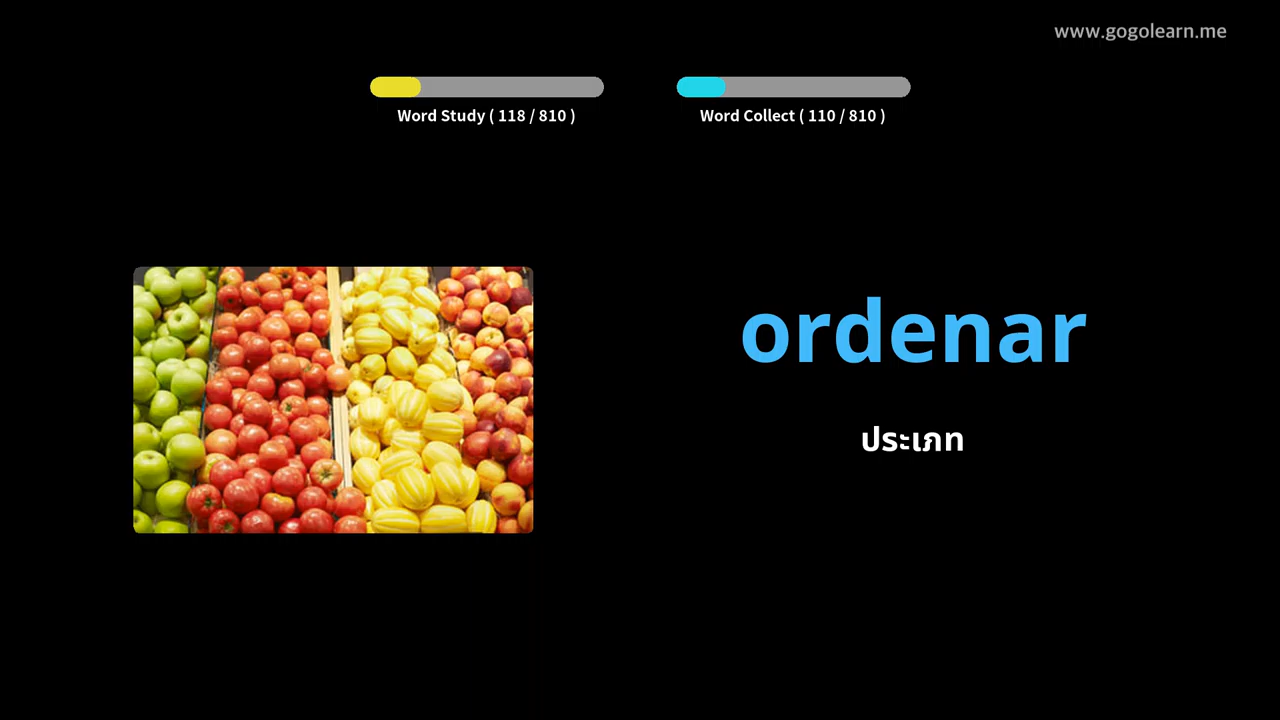 www.gogolearn.me
Word Study ( 118 / 810 )
Word Collect ( 110 / 810 )
ordenar
ประเภท